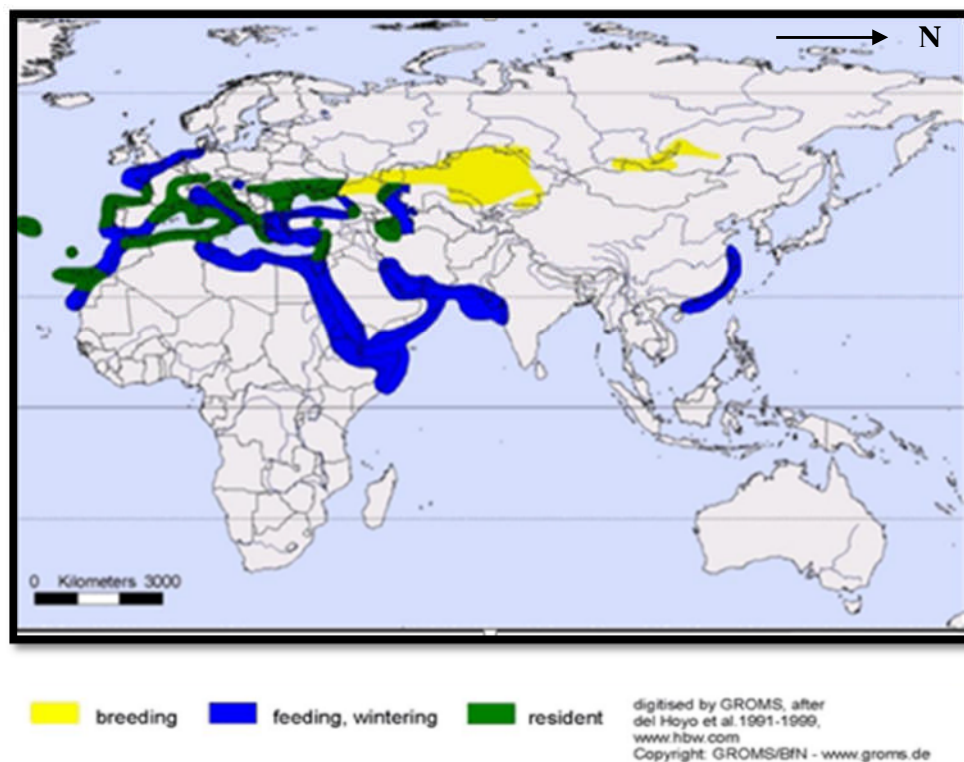 N
0 Kilometers 3000
breeding
feeding, wintering
resident
digitised by GROMS, after
del Hoyo et al.1991-1999,
www.hbw.com
Copyright: GROMS/BfN - www.groms.de